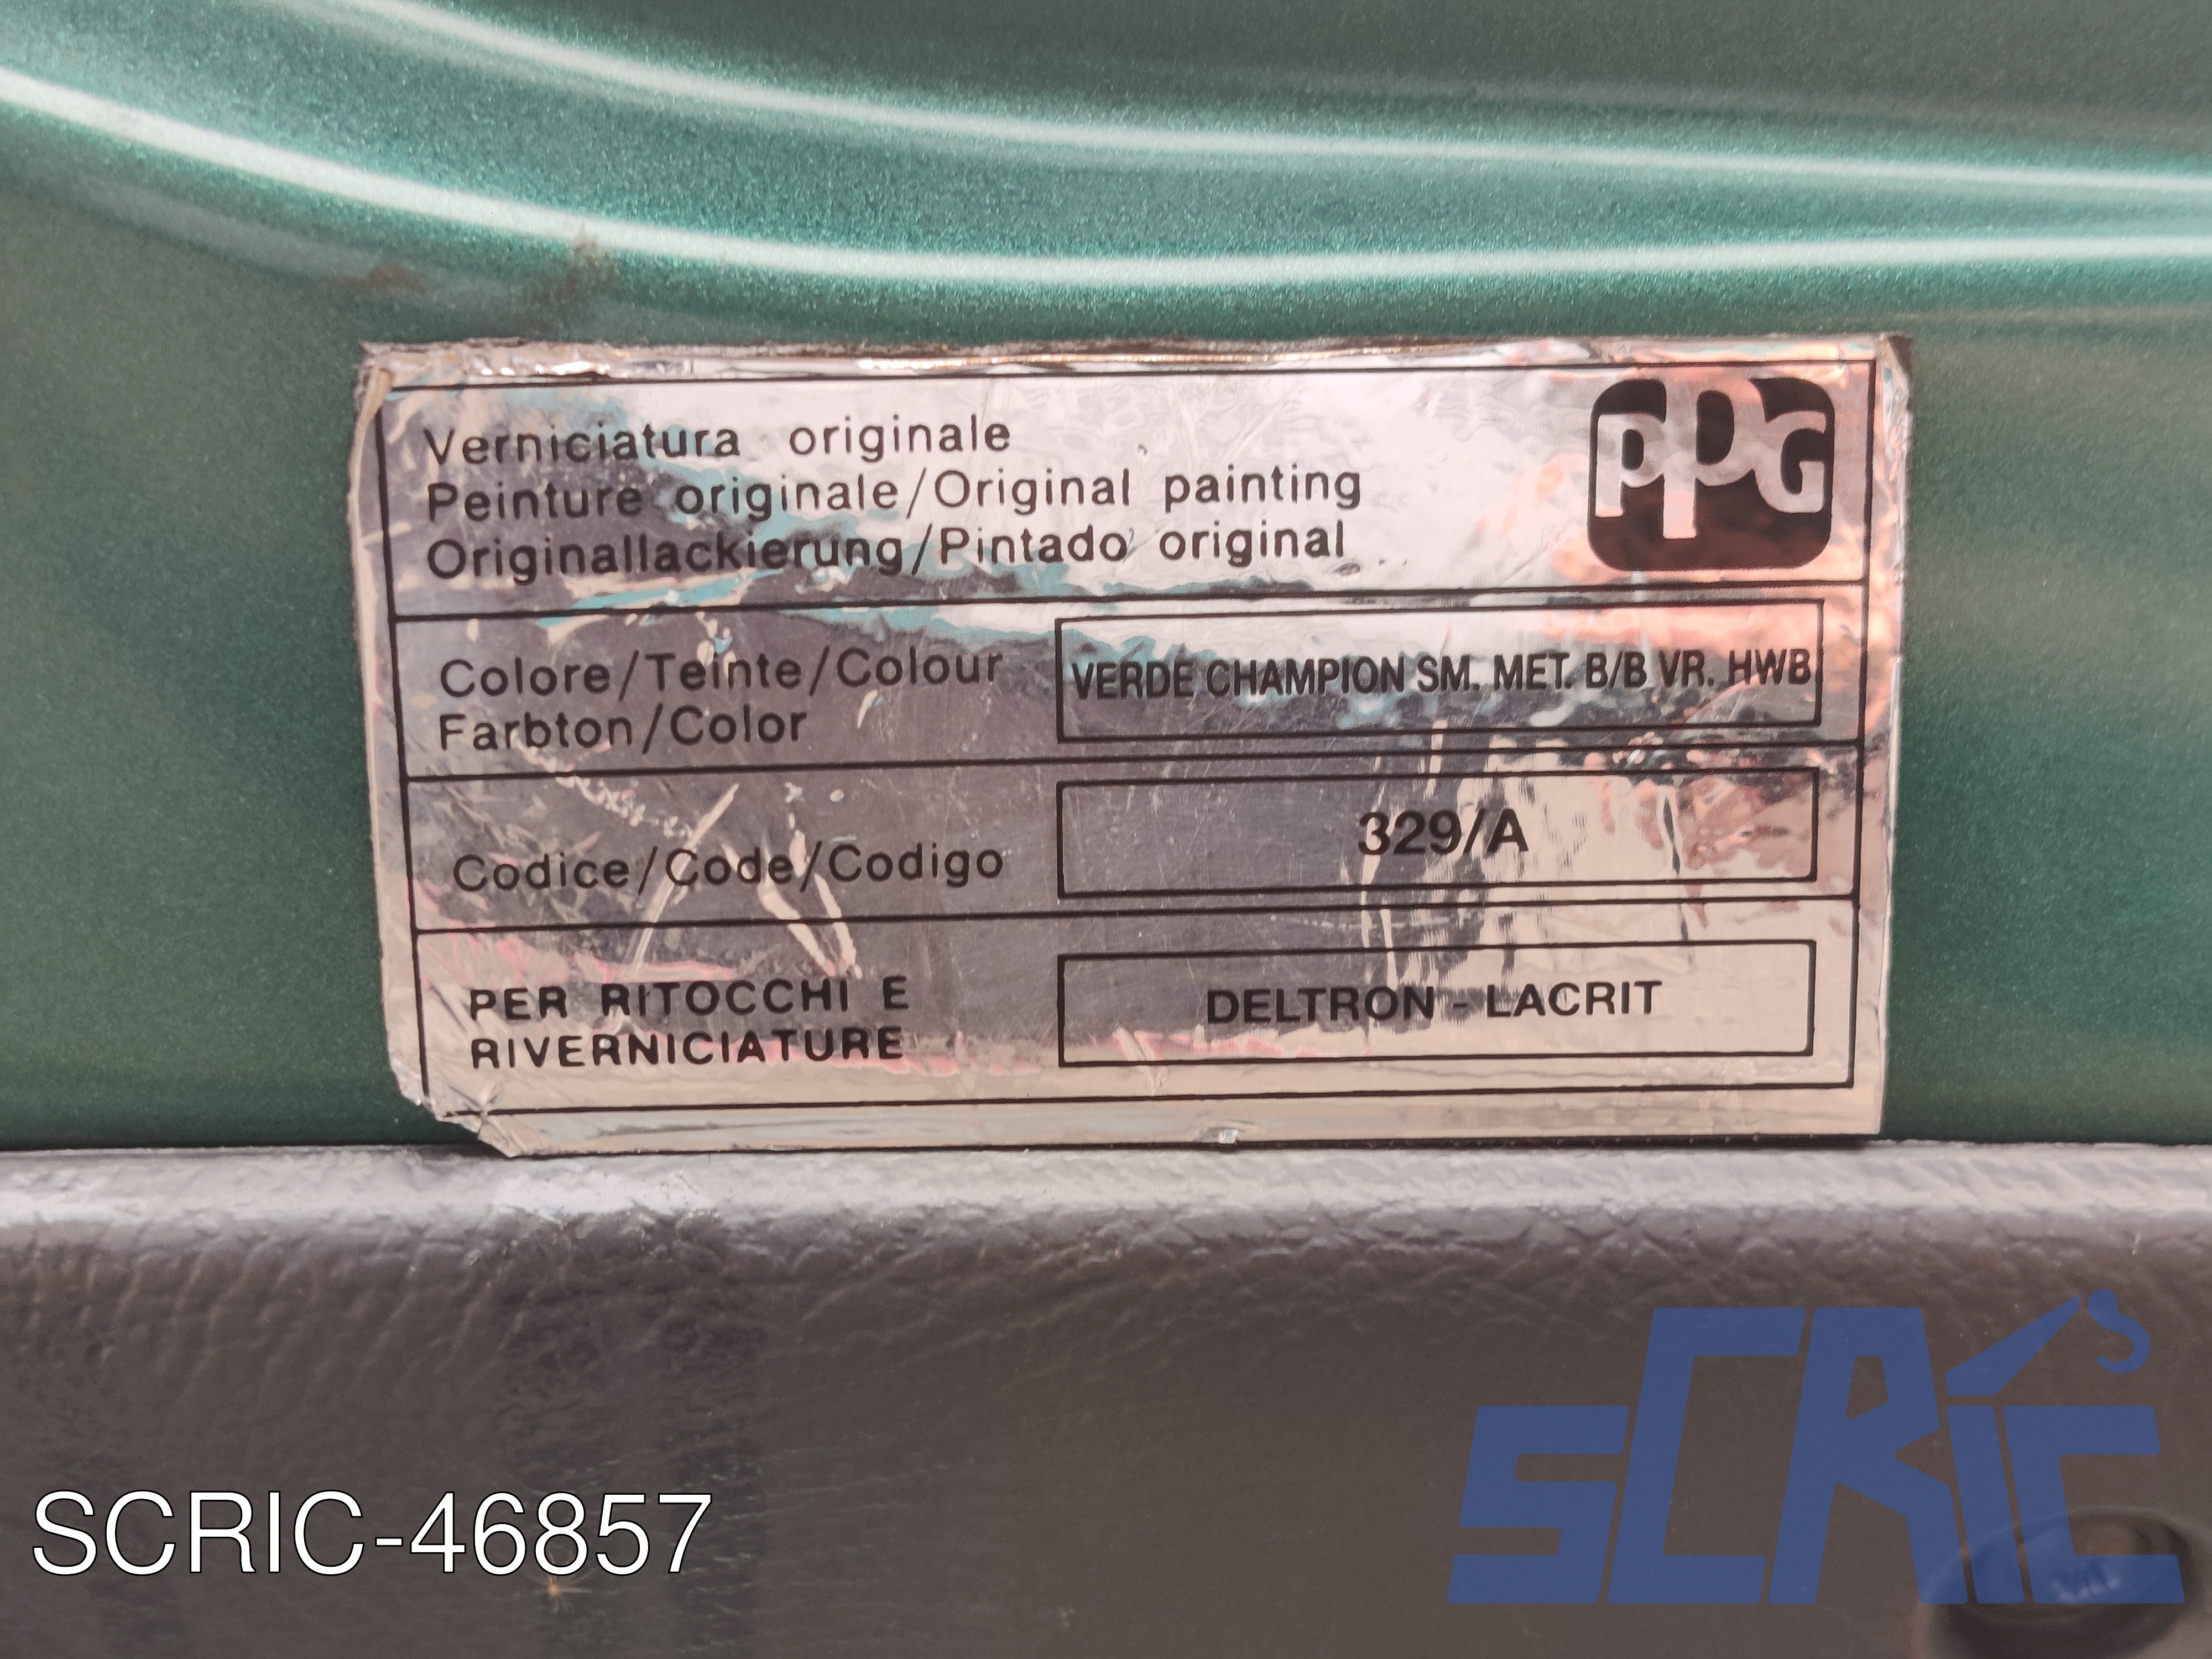 Verniciatura originale
PPG
Peinture originale/Original painting
Originallackierung/Pintado original
Colore/Teinte/Colour
Farbton/Color
VERDE CHAMPION SM. MET. B/B VR. HWB
Codice/Code/Codigo
329/A
PER RITOCCHI E
RIVERNICIATURE
DELTRON - LACRIT
SCRIC
SCRIC-46857